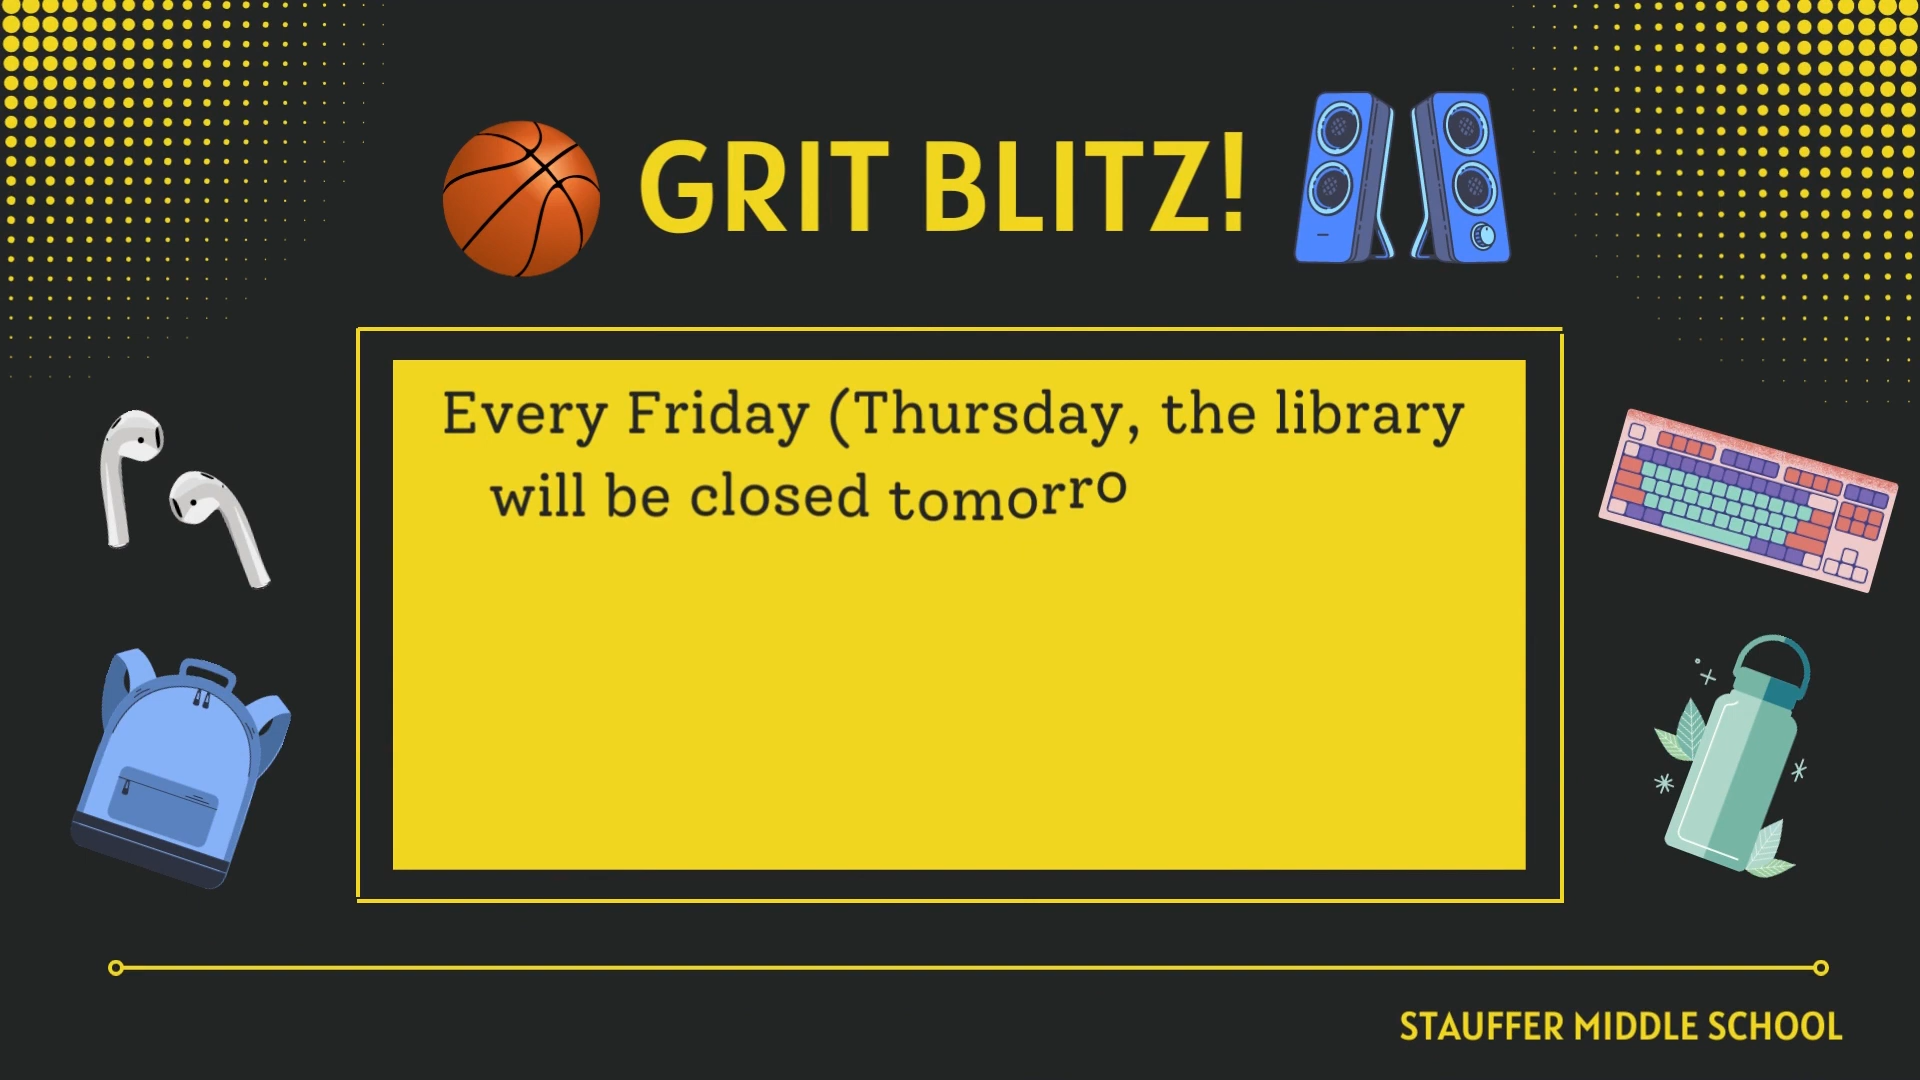 GRIT BLITZ!
Every Friday (Thursday, the library
will be closed tomorro
STAUFFER MIDDLE SCHOOL